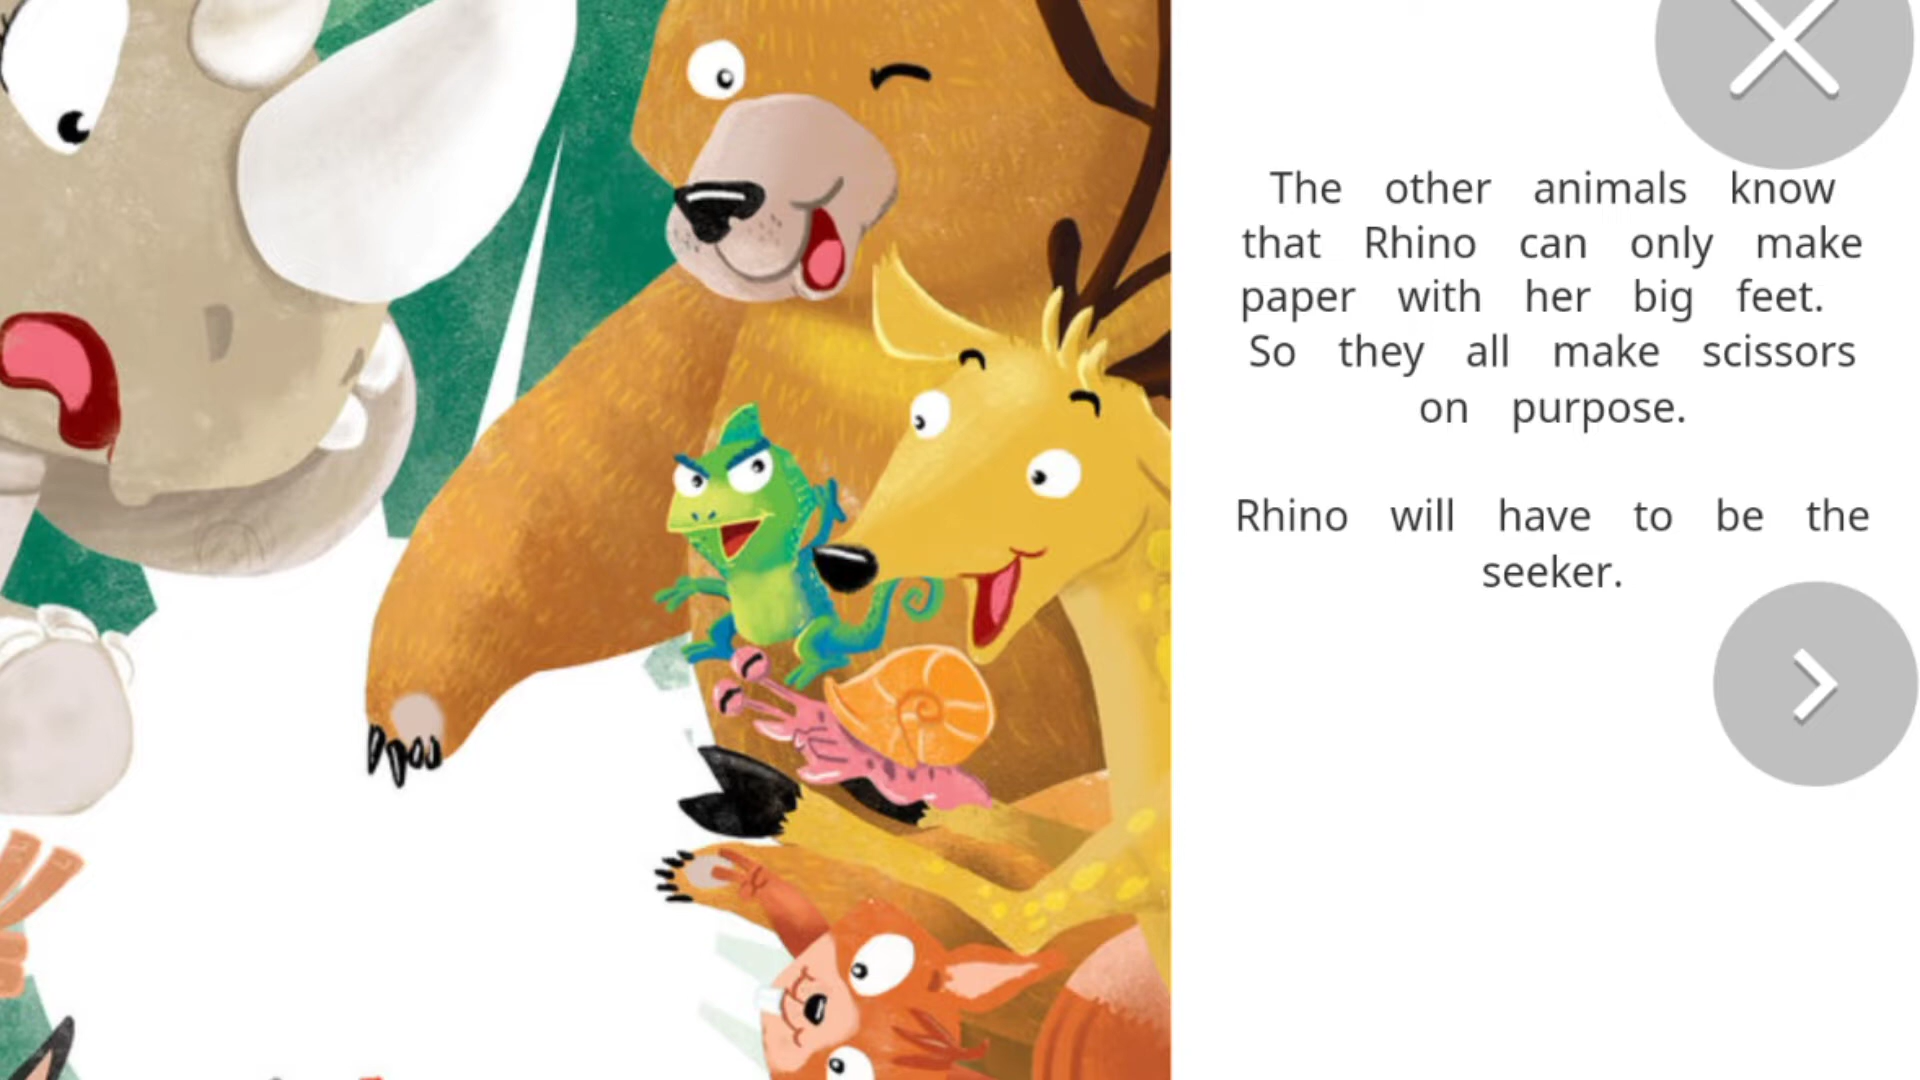 The other animals know
that Rhino can only make
paper with her big feet.
So they all make scissors
on purpose.
Rhino will have to be the
seeker.